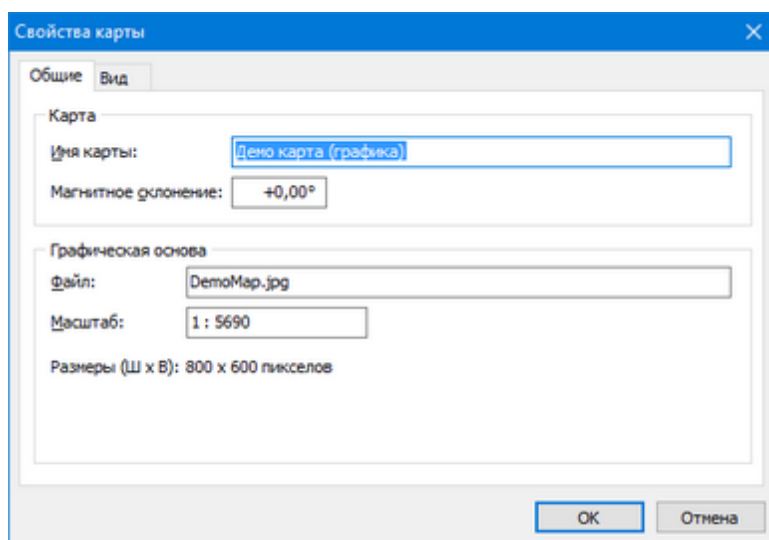 Свойства карты
Общие Вид
Карта
Имя карты: Демо карта (графика)
Магнитное склонение: +0,00°
Графическая основа
Файл: DemoMap.jpg
Масштаб: 1 : 5690
Размеры (Ш x В): 800 x 600 пикселов
OK Отмена